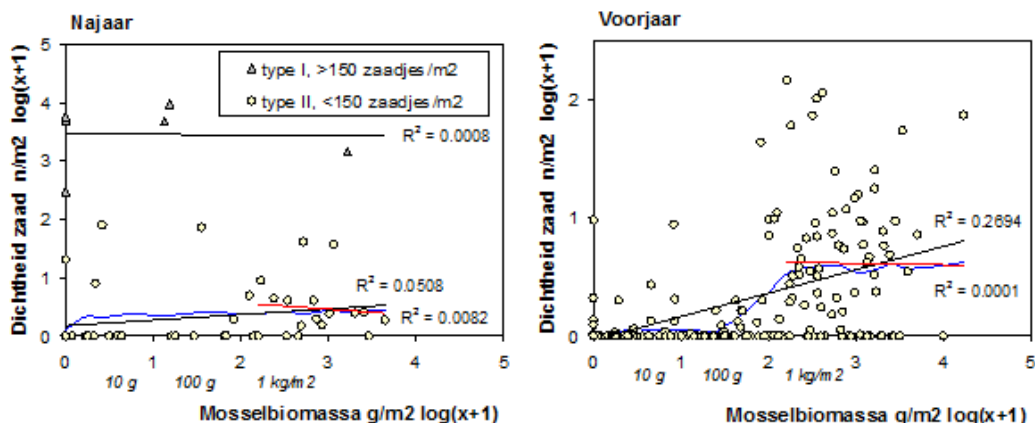 Najaar
Dichtheid zaad n/m2 log(x+1)
5
4
3
2
1
0
type I, >150 zaadjes/m2
type II, <150 zaadjes/m2
R² = 0.0008
R² = 0.0508
R² = 0.0082
0 1 2 3 4 5
10 g 100 g 1 kg/m2
Mosselbiomassa g/m2 log(x+1)
Voorjaar
Dichtheid zaad n/m2 log(x+1)
2
1
0
R² = 0.2694
R² = 0.0001
0 1 2 3 4 5
10 g 100 g 1 kg/m2
Mosselbiomassa g/m2 log(x+1)